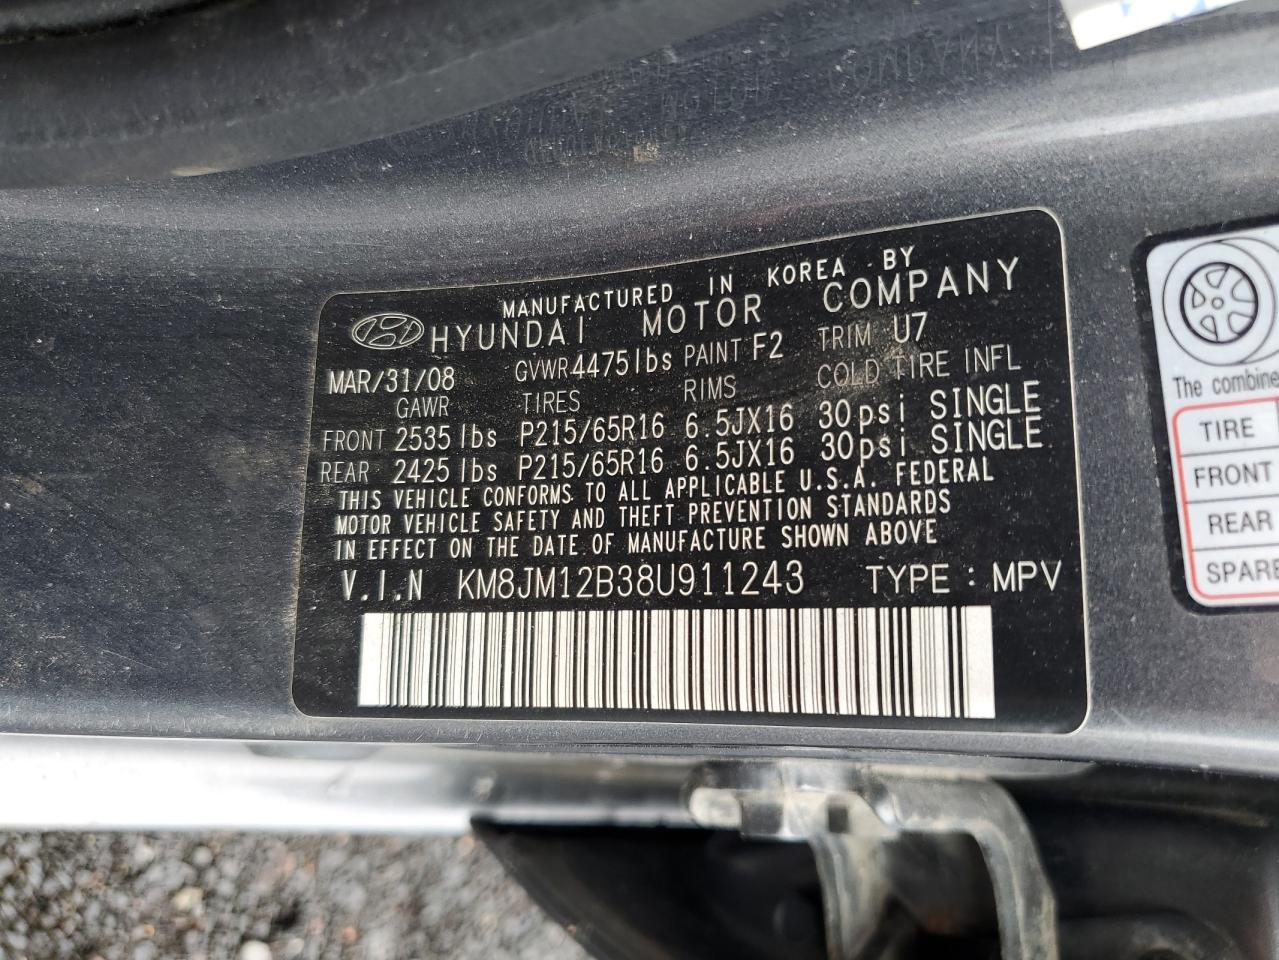 MANUFACTURED IN KOREA BY
HYUNDAI MOTOR COMPANY
MAR/31/08 GVWR 4475lbs PAINT F2 TRIM U7
GAWR TIRES RIMS COLD TIRE INFL
FRONT 2535 lbs P215/65R16 6.5JX16 30psi SINGLE
REAR 2425 lbs P215/65R16 6.5JX16 30psi SINGLE
THIS VEHICLE CONFORMS TO ALL APPLICABLE U.S.A. FEDERAL
MOTOR VEHICLE SAFETY AND THEFT PREVENTION STANDARDS
IN EFFECT ON THE DATE OF MANUFACTURE SHOWN ABOVE
V.I.N KM8JM12B38U911243 TYPE : MPV
The combine
TIRE
FRONT
REAR
SPARE